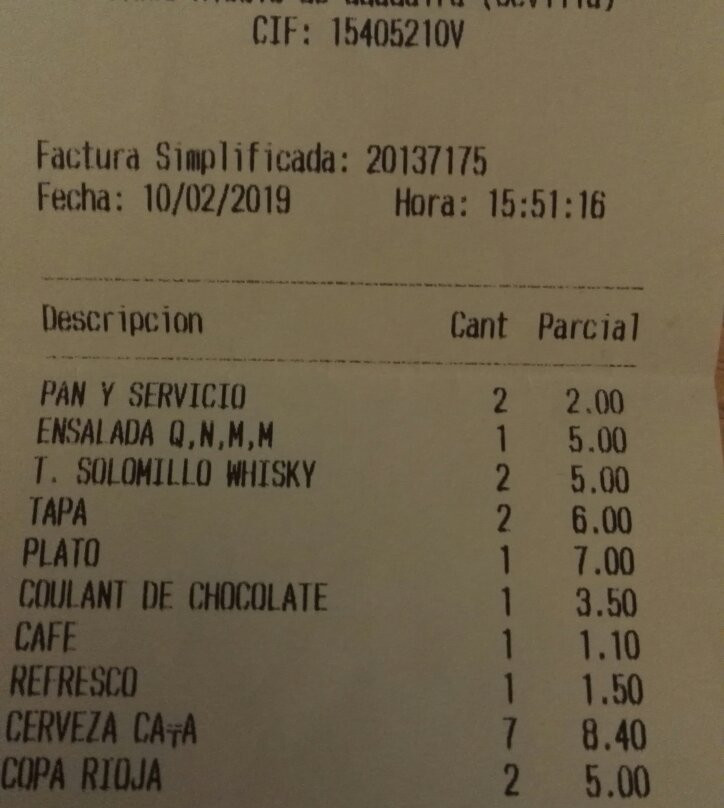 CIF: 15405210V
Factura Simplificada: 20137175
Fecha: 10/02/2019 Hora: 15:51:16
Descripcion Cant Parcial
PAN Y SERVICIO 2 2.00
ENSALADA Q,N,M,M 1 5.00
T. SOLOMILLO WHISKY 2 5.00
TAPA 2 6.00
PLATO 1 7.00
COULANT DE CHOCOLATE 1 3.50
CAFE 1 1.10
REFRESCO 1 1.50
CERVEZA CA╤A 7 8.40
COPA RIOJA 2 5.00